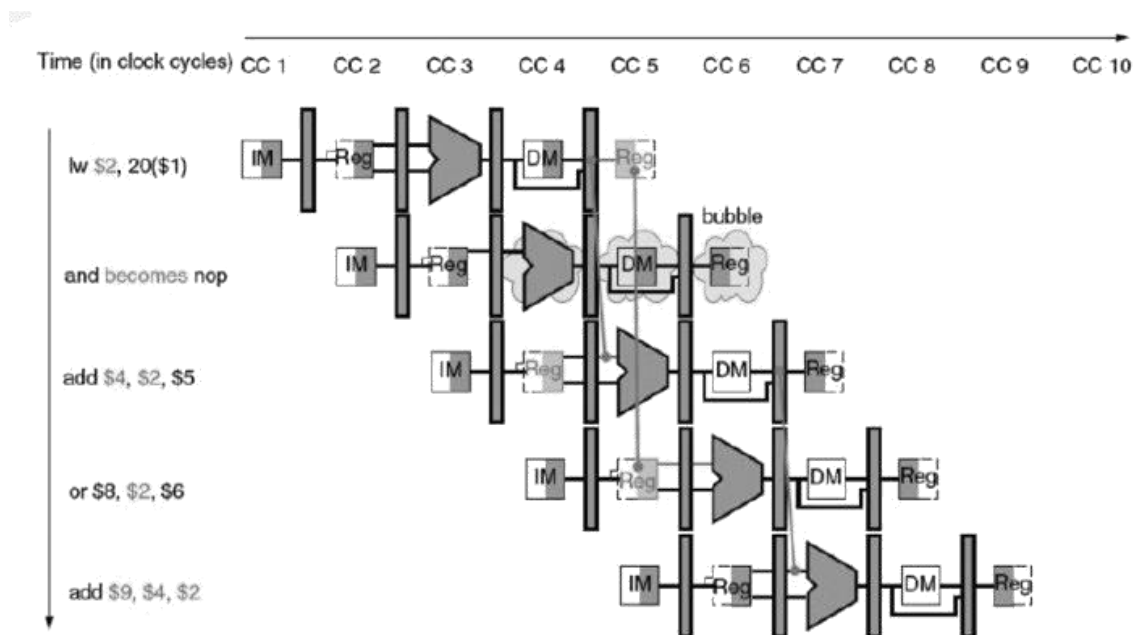 Time (in clock cycles) CC 1 CC 2 CC 3 CC 4 CC 5 CC 6 CC 7 CC 8 CC 9 CC 10
lw $2, 20($1) IM Reg DM Reg
bubble
and becomes nop IM Reg DM Reg
add $4, $2, $5 IM Reg DM Reg
or $8, $2, $6 IM Reg DM Reg
add $9, $4, $2 IM Reg DM Reg